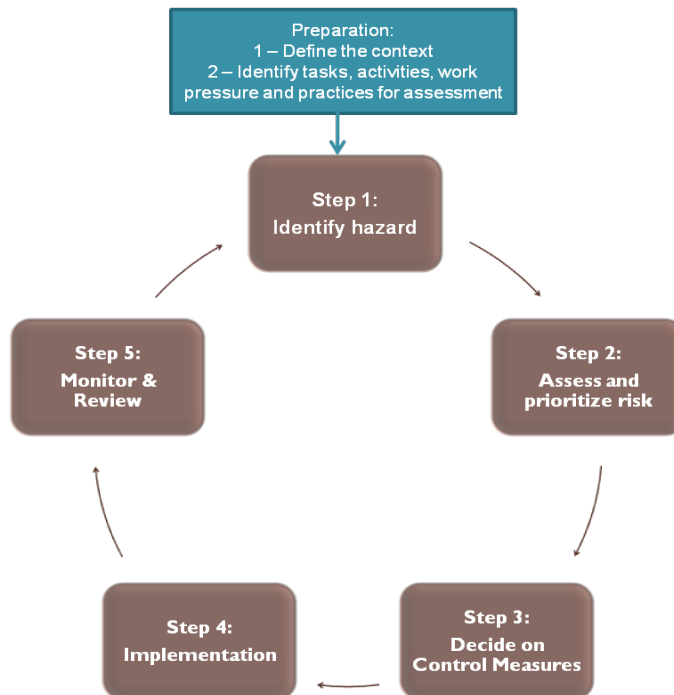 Preparation:
1 – Define the context
2 – Identify tasks, activities, work
pressure and practices for assessment
Step 1:
Identify hazard
Step 2:
Assess and
prioritize risk
Step 3:
Decide on
Control Measures
Step 4:
Implementation
Step 5:
Monitor &
Review